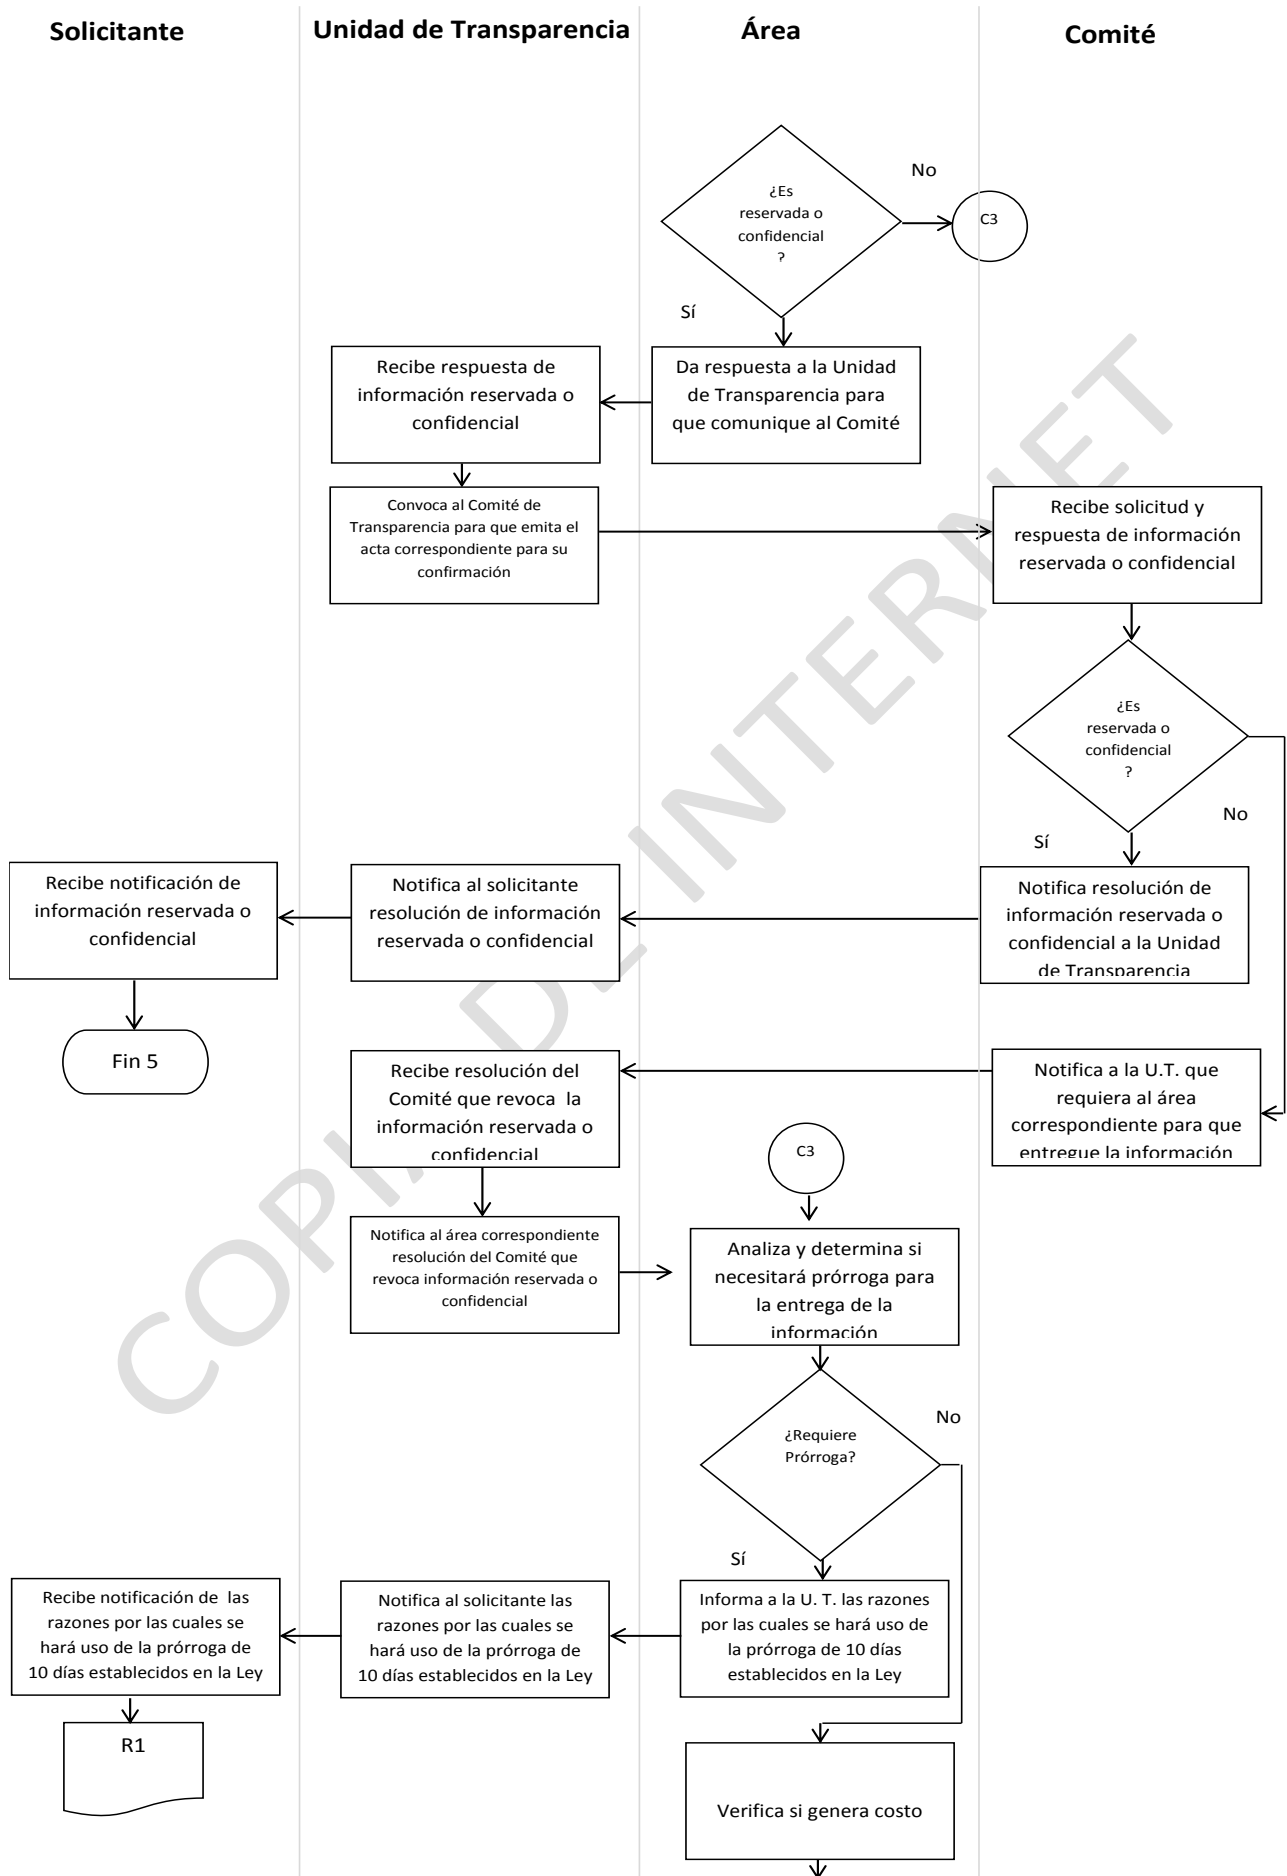 Solicitante
Unidad de Transparencia
Área
Comité
¿Es
reservada o
confidencial
?
No
C3
Sí
Recibe respuesta de
información reservada o
confidencial
Da respuesta a la Unidad
de Transparencia para
que comunique al Comité
Convoca al Comité de
Transparencia para que emita el
acta correspondiente para su
confirmación
Recibe solicitud y
respuesta de información
reservada o confidencial
¿Es
reservada o
confidencial
?
No
Sí
Recibe notificación de
información reservada o
confidencial
Notifica al solicitante
resolución de información
reservada o confidencial
Notifica resolución de
información reservada o
confidencial a la Unidad
de Transparencia
Fin 5
Recibe resolución del
Comité que revoca la
información reservada o
confidencial
Notifica a la U.T. que
requiera al área
correspondiente para que
entregue la información
C3
Notifica al área correspondiente
resolución del Comité que
revoca información reservada o
confidencial
Analiza y determina si
necesitará prórroga para
la entrega de la
información
¿Requiere
Prórroga?
No
Sí
Recibe notificación de las
razones por las cuales se
hará uso de la prórroga de
10 días establecidos en la Ley
Notifica al solicitante las
razones por las cuales se
hará uso de la prórroga de
10 días establecidos en la Ley
Informa a la U. T. las razones
por las cuales se hará uso de
la prórroga de 10 días
establecidos en la Ley
R1
Verifica si genera costo
COPIA DE INTERNET